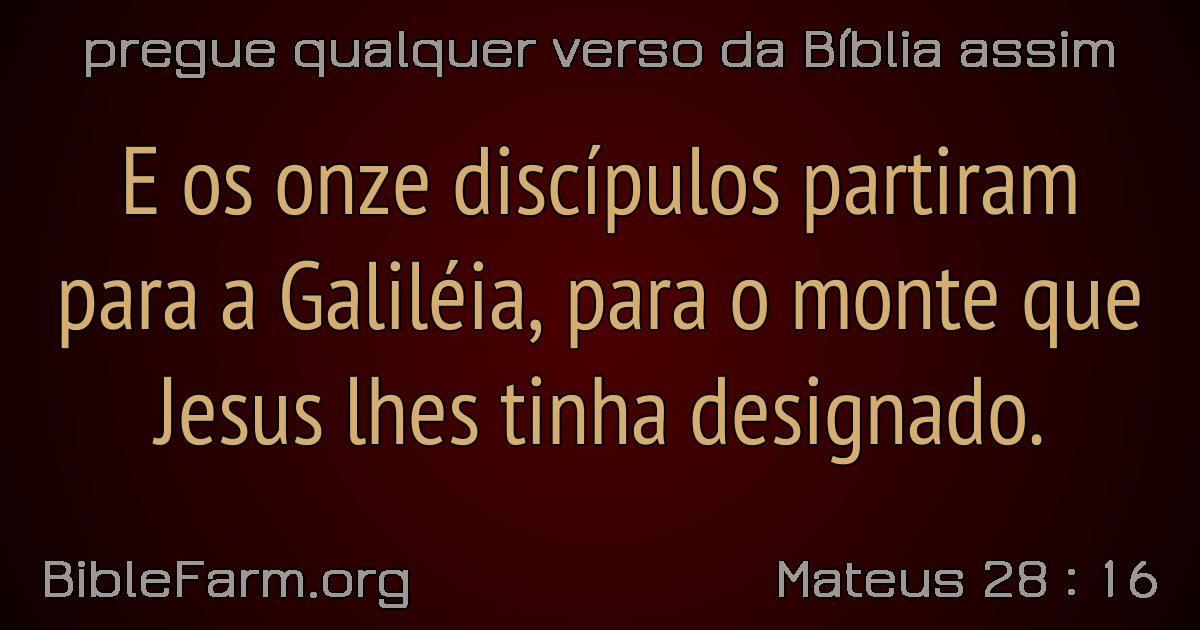 pregue qualquer verso da Bíblia assim
E os onze discípulos partiram
para a Galiléia, para o monte que
Jesus lhes tinha designado.
BibleFarm.org
Mateus 28 : 16